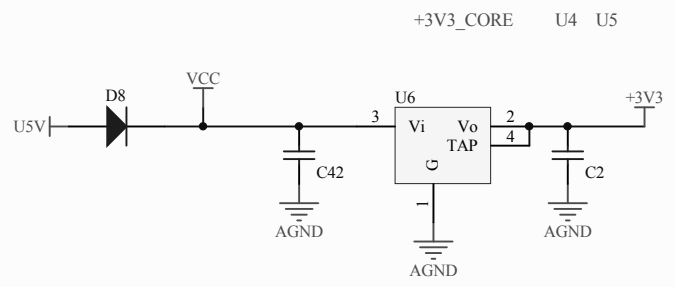 +3V3_CORE U4 U5
VCC
D8
U5V
U6
+3V3
3 Vi Vo 2
TAP 4
G
C42
C2
1
AGND
AGND
AGND